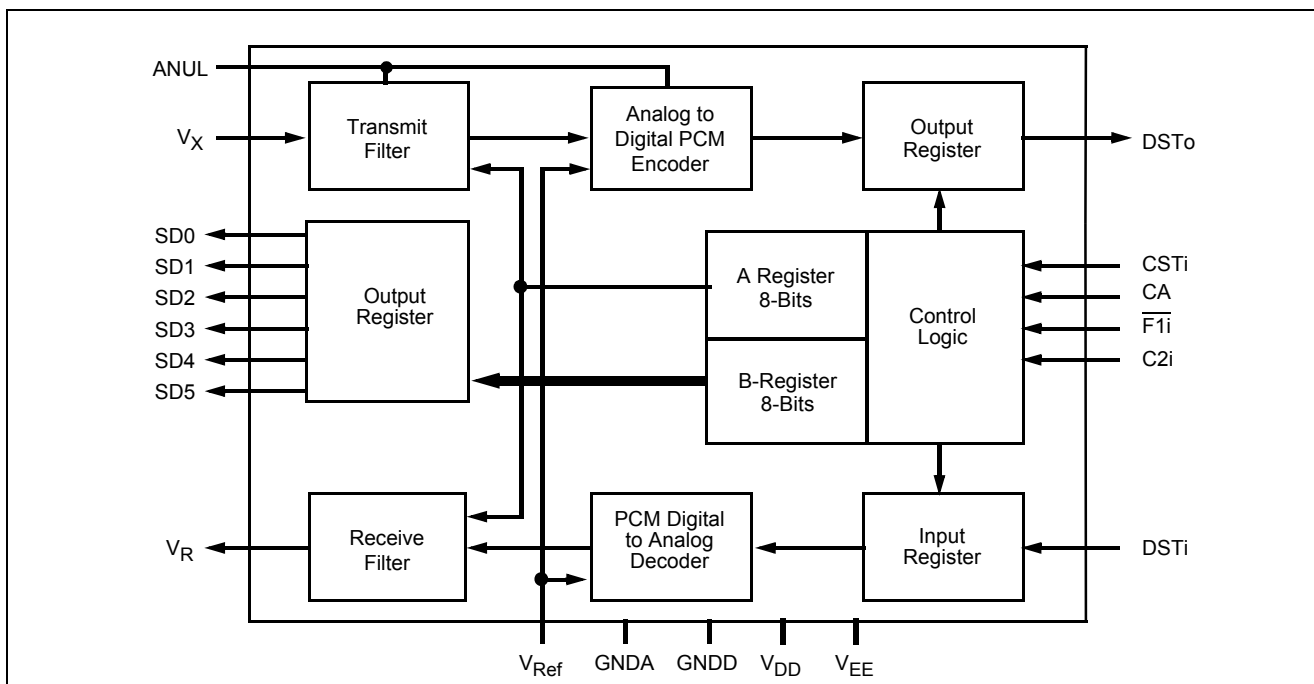 ANUL
V_X
Transmit
Filter
Analog to
Digital PCM
Encoder
Output
Register
DSTo
SD0
SD1
SD2
SD3
SD4
SD5
Output
Register
A Register
8-Bits
B-Register
8-Bits
Control
Logic
CSTi
CA
F1i
C2i
V_R
Receive
Filter
PCM Digital
to Analog
Decoder
Input
Register
DSTi
V_Ref
GNDA
GNDD
V_DD
V_EE